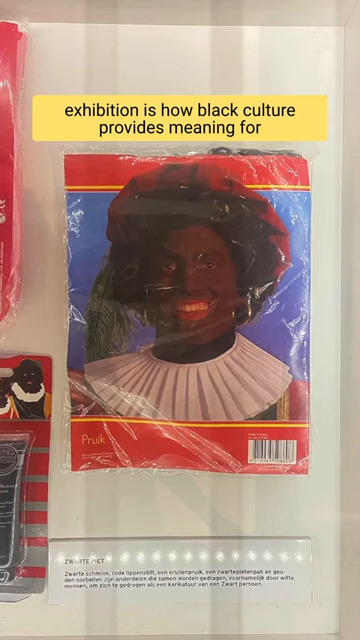 exhibition is how black culture
provides meaning for
Pruik
ZWARTE PIET
Zwarte schmink, rode lippenstift, een krullenpruik, een zwartepietenpak en gou-
den oorbellen zijn onderdelen die samen worden gedragen, voornamelijk door witte
mensen, om zich te gedragen als een karikatuur van een Zwart persoon.